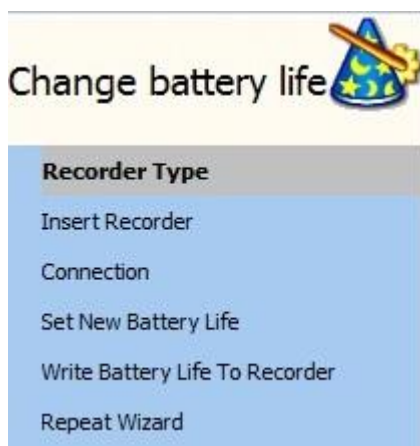 Change battery life
Recorder Type
Insert Recorder
Connection
Set New Battery Life
Write Battery Life To Recorder
Repeat Wizard